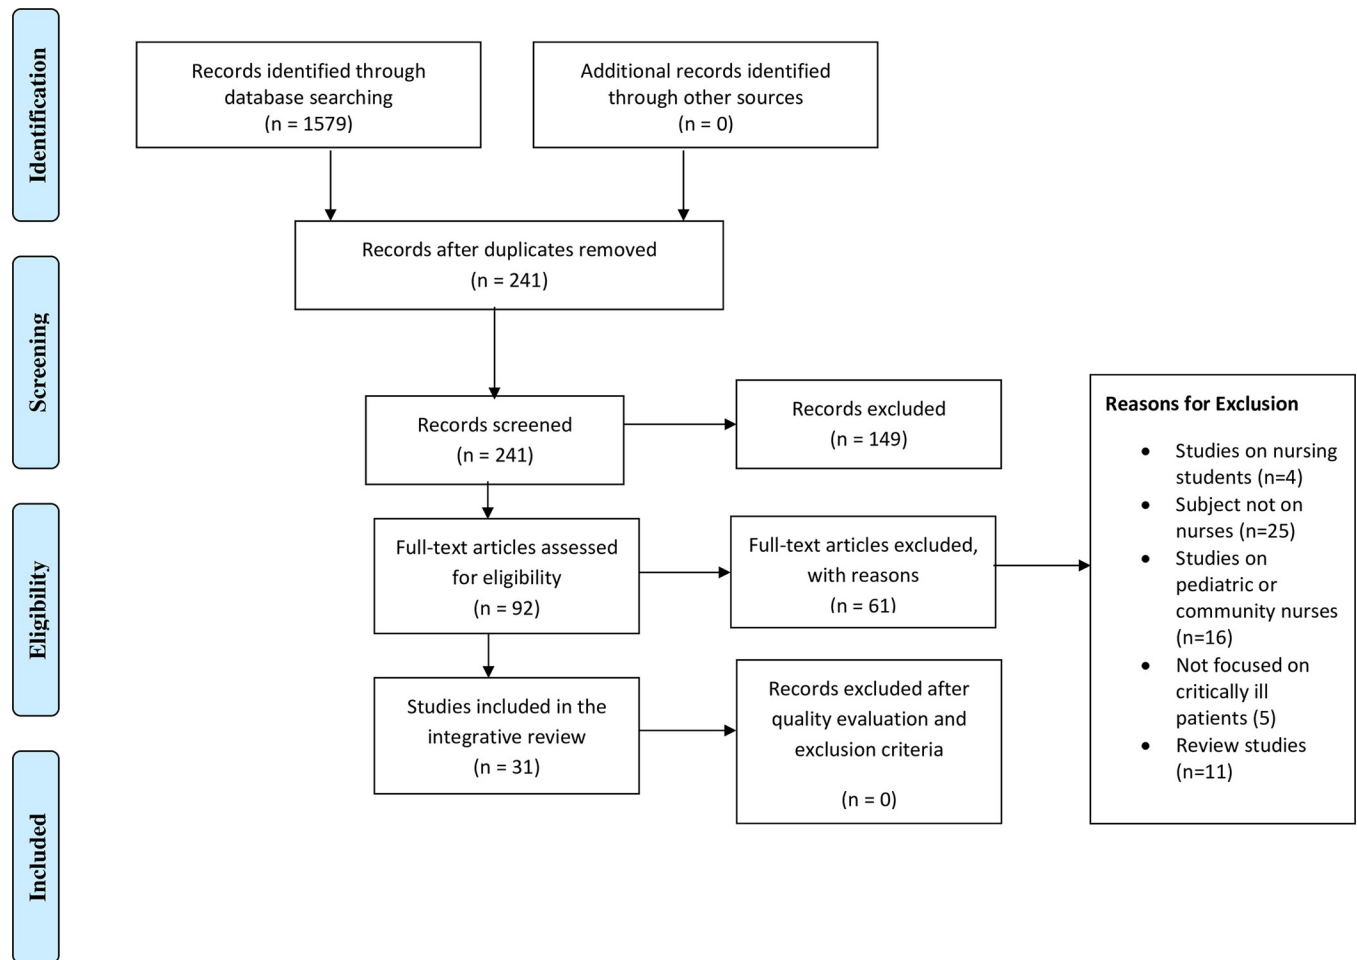 Identification
Records identified through
database searching
(n = 1579)
Additional records identified
through other sources
(n = 0)
Records after duplicates removed
(n = 241)
Screening
Records screened
(n = 241)
Records excluded
(n = 149)
Eligibility
Full-text articles assessed
for eligibility
(n = 92)
Full-text articles excluded,
with reasons
(n = 61)
Reasons for Exclusion
• Studies on nursing
students (n=4)
• Subject not on
nurses (n=25)
• Studies on
pediatric or
community nurses
(n=16)
• Not focused on
critically ill
patients (5)
• Review studies
(n=11)
Included
Studies included in the
integrative review
(n = 31)
Records excluded after
quality evaluation and
exclusion criteria
(n = 0)